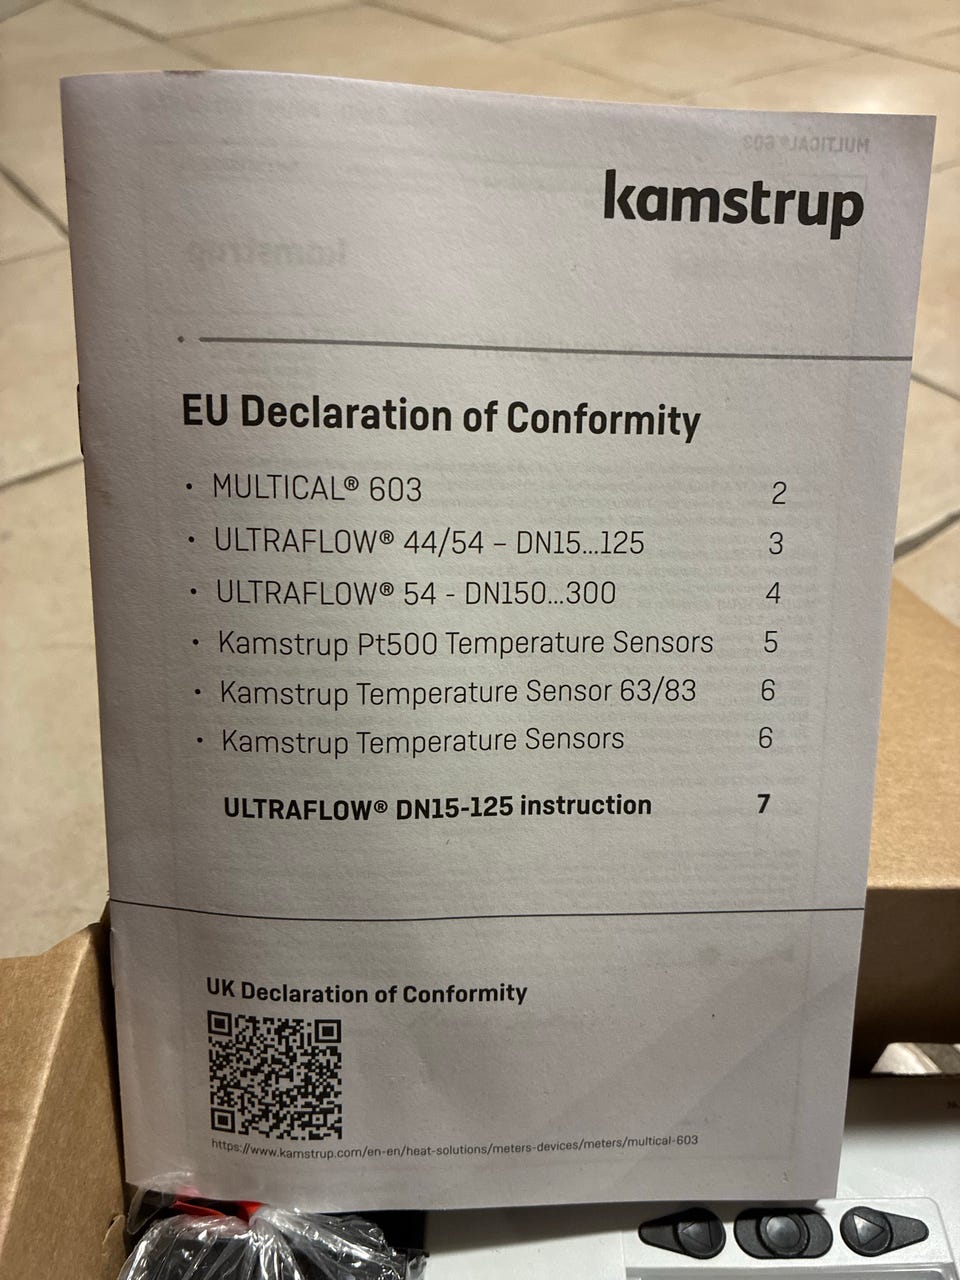 kamstrup
EU Declaration of Conformity
• MULTICAL® 603 2
• ULTRAFLOW® 44/54 – DN15...125 3
• ULTRAFLOW® 54 - DN150...300 4
• Kamstrup Pt500 Temperature Sensors 5
• Kamstrup Temperature Sensor 63/83 6
• Kamstrup Temperature Sensors 6
ULTRAFLOW® DN15-125 instruction 7
UK Declaration of Conformity
https://www.kamstrup.com/en-en/heat-solutions/meters-devices/meters/multical-603